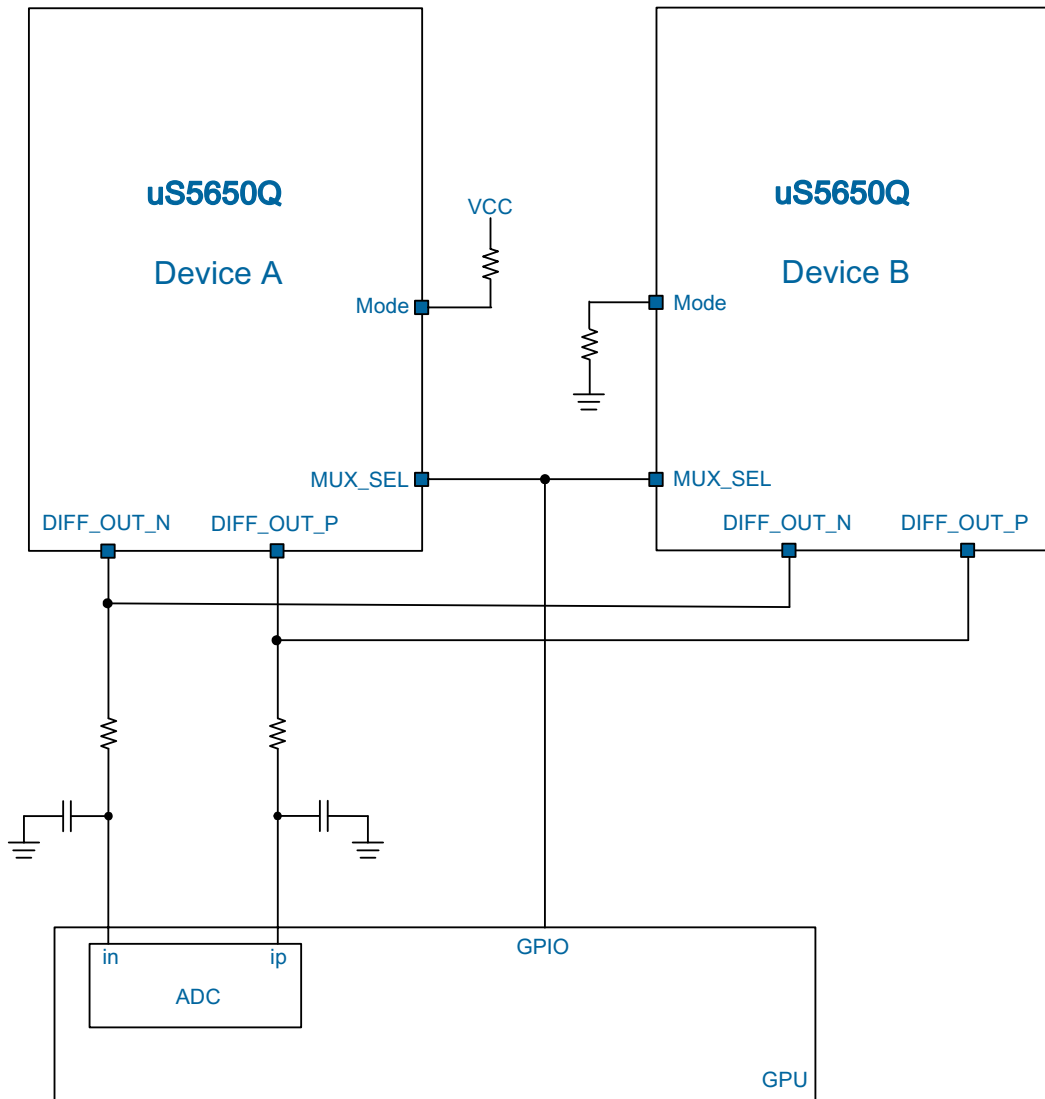 uS5650Q
Device A
VCC
Mode
MUX_SEL
DIFF_OUT_N
DIFF_OUT_P
uS5650Q
Device B
Mode
MUX_SEL
DIFF_OUT_N
DIFF_OUT_P
in
ip
ADC
GPIO
GPU